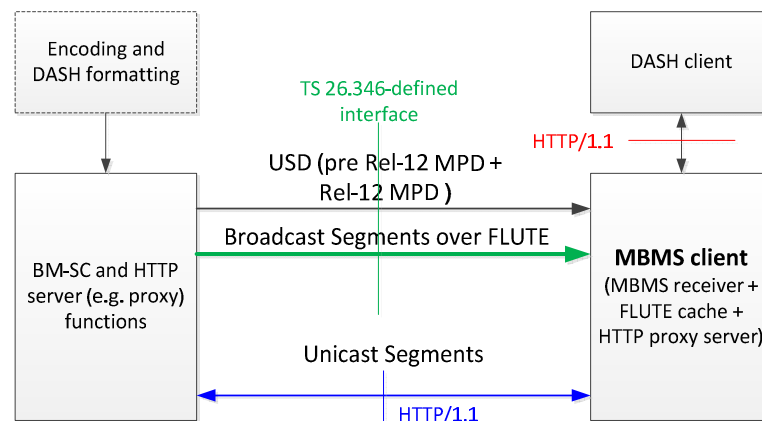 Encoding and
DASH formatting
DASH client
TS 26.346-defined
interface
HTTP/1.1
USD (pre Rel-12 MPD +
Rel-12 MPD )
Broadcast Segments over FLUTE
BM-SC and HTTP
server (e.g. proxy)
functions
MBMS client
(MBMS receiver +
FLUTE cache +
HTTP proxy server)
Unicast Segments
HTTP/1.1